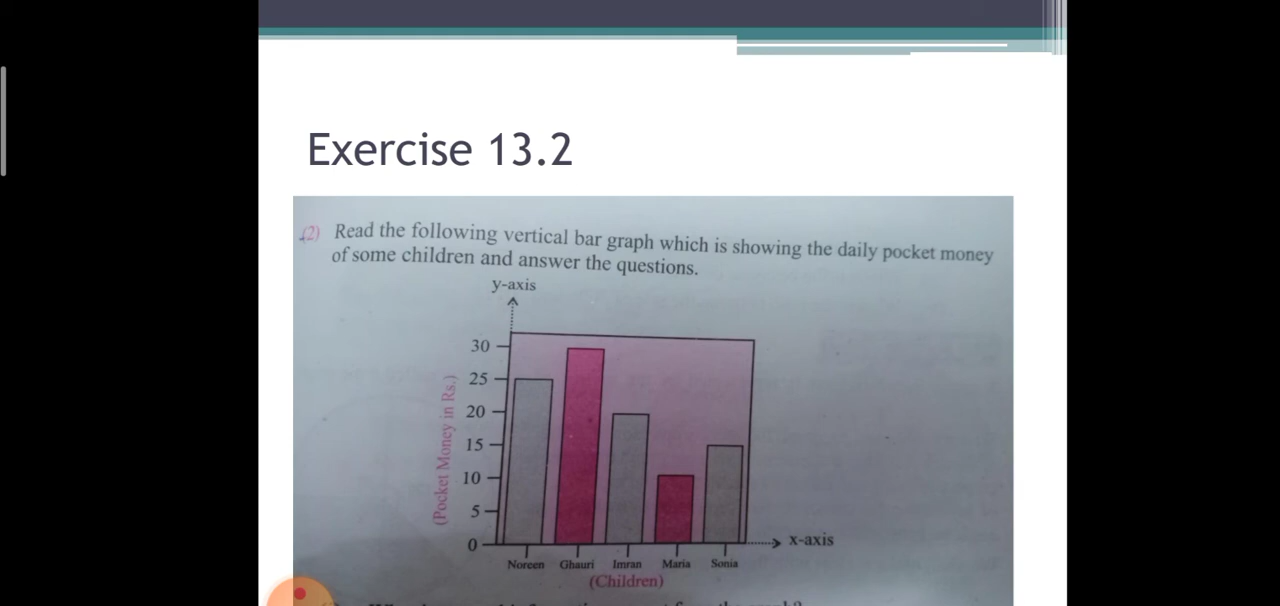 Exercise 13.2
(2) Read the following vertical bar graph which is showing the daily pocket money
of some children and answer the questions.
y-axis
30
25
20
15
10
5
0
(Pocket Money in Rs.)
x-axis
Noreen Ghauri Imran Maria Sonia
(Children)